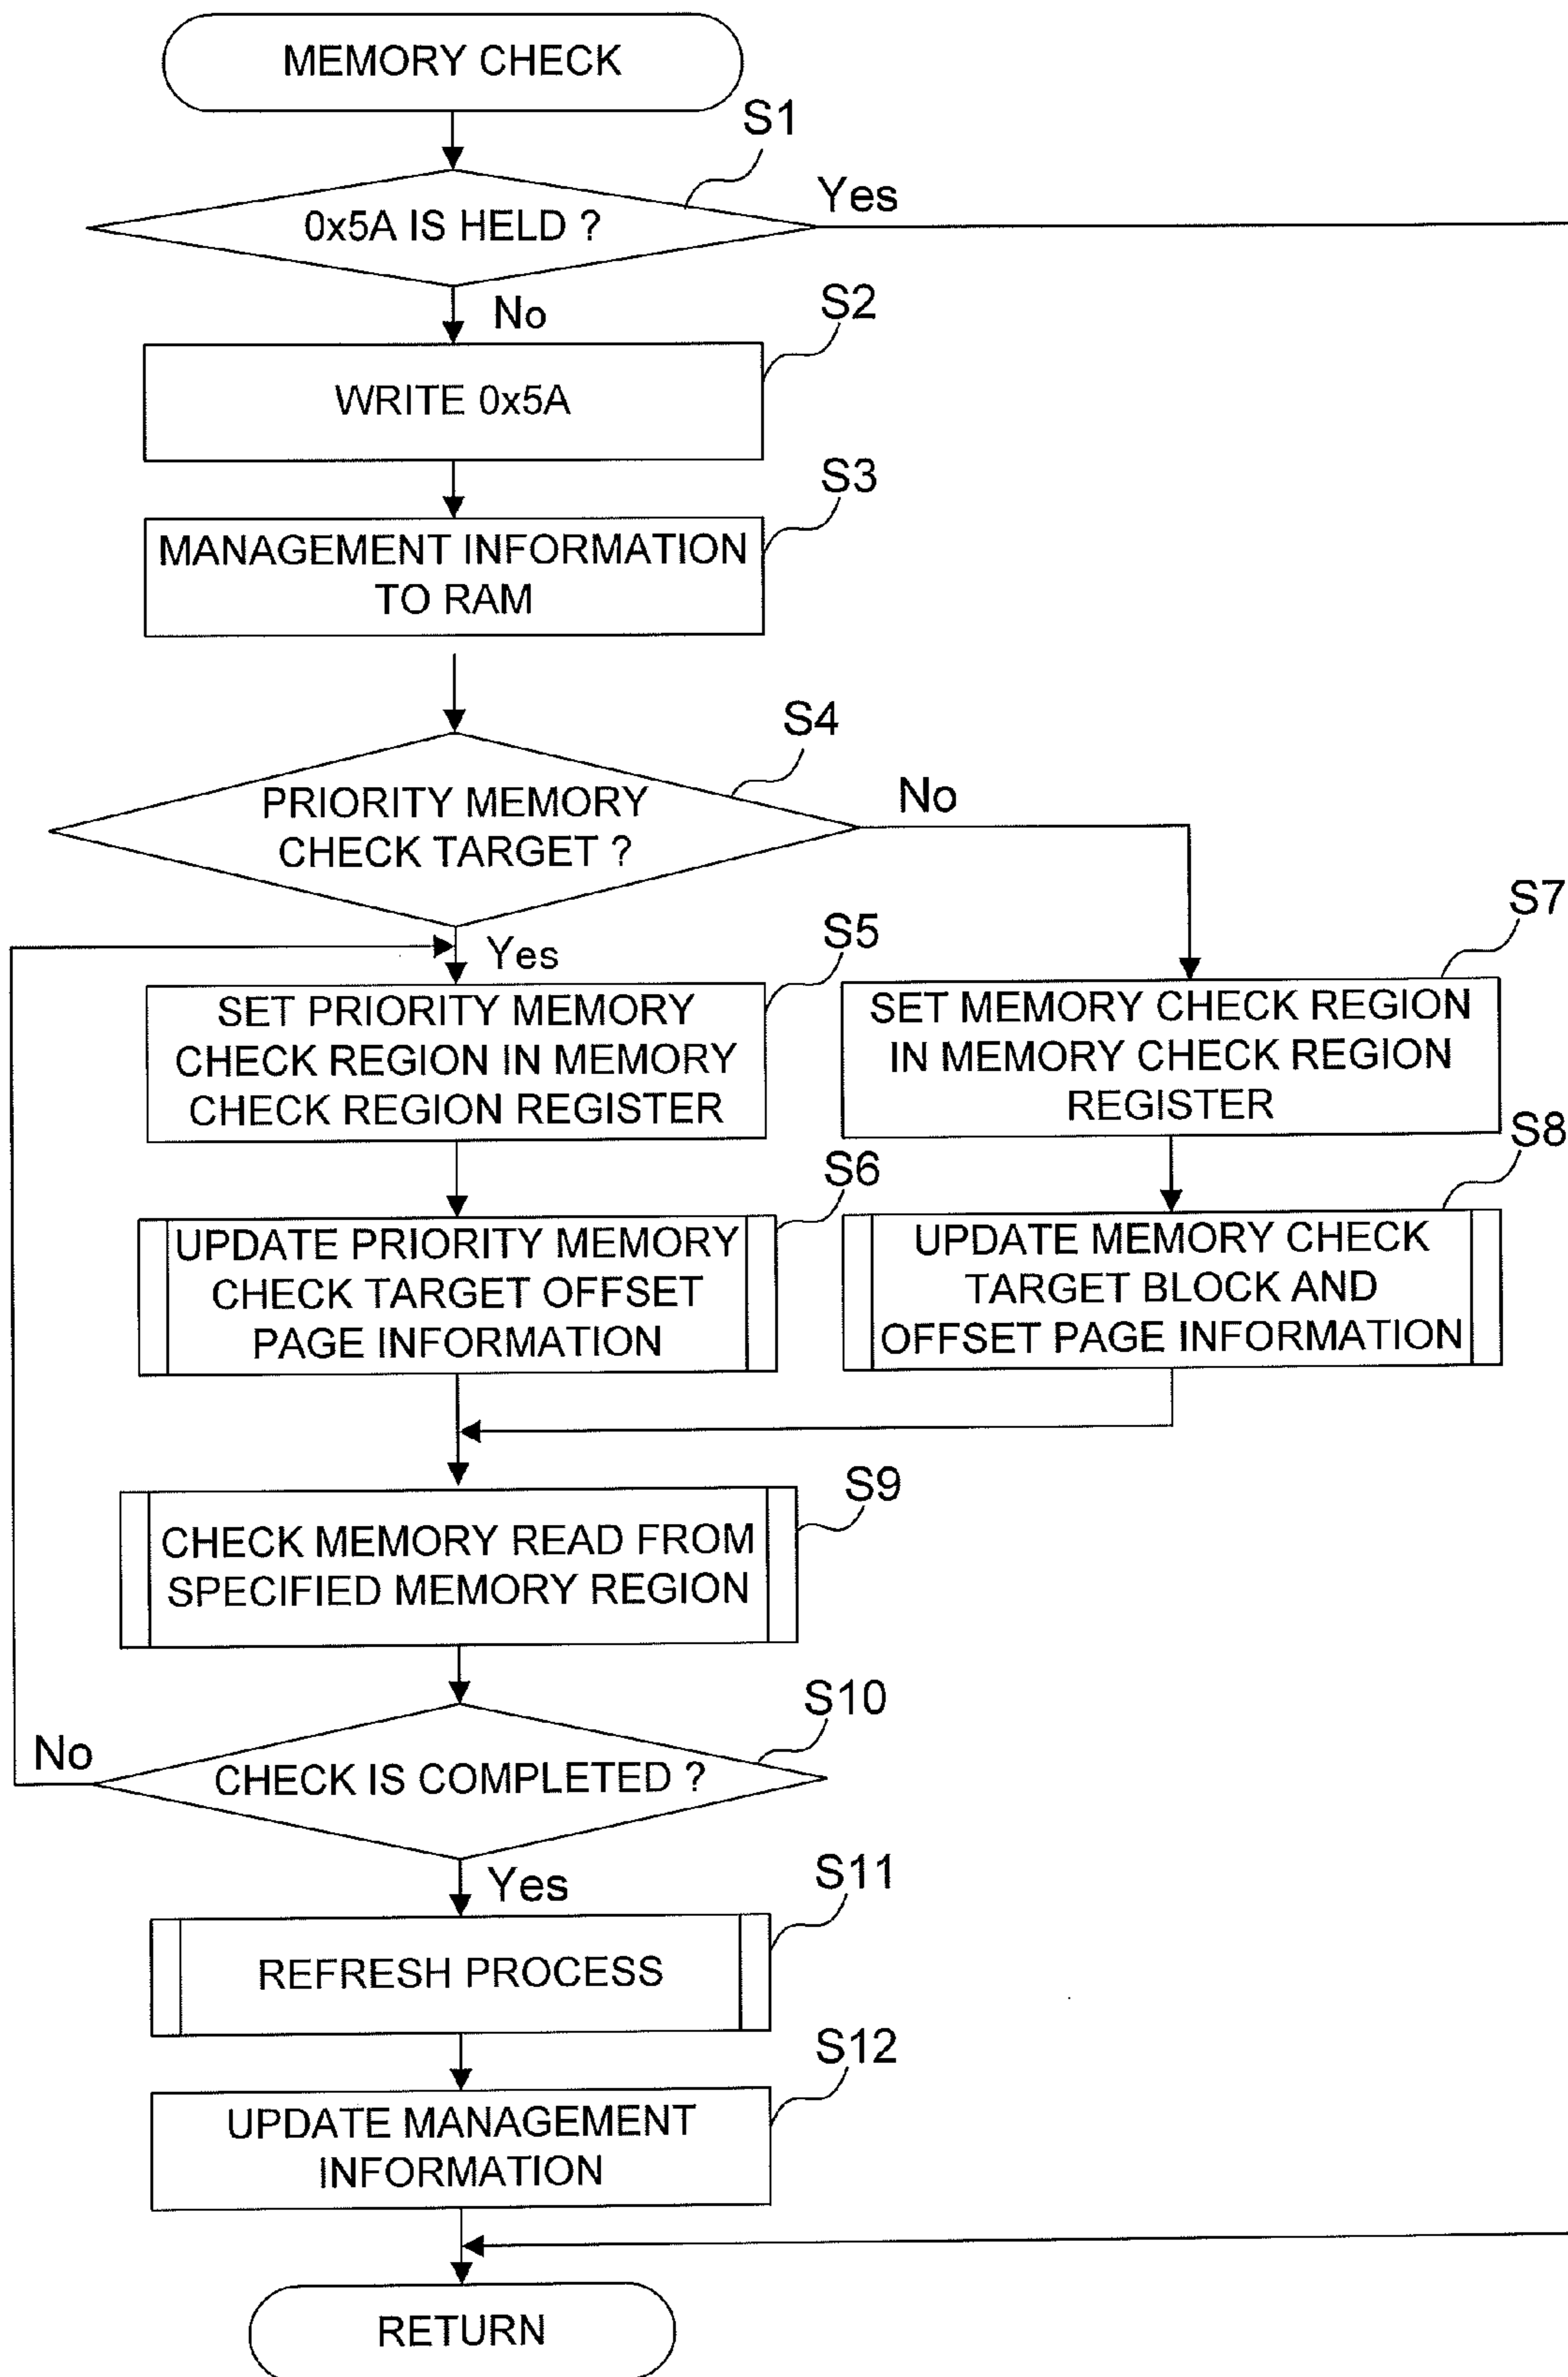 MEMORY CHECK
S1
0x5A IS HELD ?
Yes
No
S2
WRITE 0x5A
S3
MANAGEMENT INFORMATION
TO RAM
S4
PRIORITY MEMORY
CHECK TARGET ?
No
Yes
S5
SET PRIORITY MEMORY
CHECK REGION IN MEMORY
CHECK REGION REGISTER
S7
SET MEMORY CHECK REGION
IN MEMORY CHECK REGION
REGISTER
S6
UPDATE PRIORITY MEMORY
CHECK TARGET OFFSET
PAGE INFORMATION
S8
UPDATE MEMORY CHECK
TARGET BLOCK AND
OFFSET PAGE INFORMATION
S9
CHECK MEMORY READ FROM
SPECIFIED MEMORY REGION
S10
CHECK IS COMPLETED ?
No
Yes
S11
REFRESH PROCESS
S12
UPDATE MANAGEMENT
INFORMATION
RETURN